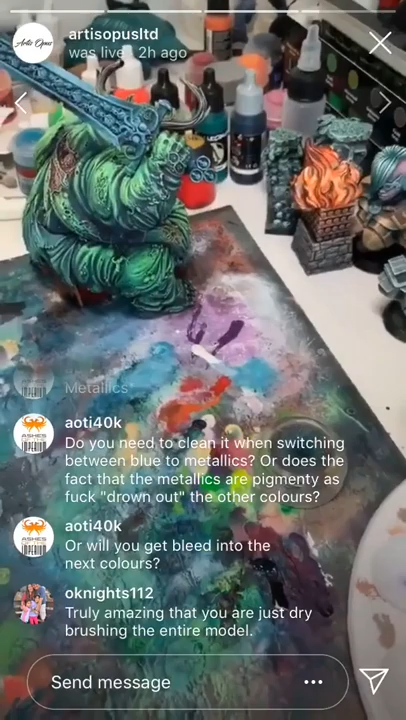 Artis Opus
artisopusltd
was live 2h ago
Metallics
aoti40k
Do you need to clean it when switching
between blue to metallics? Or does the
fact that the metallics are pigmenty as
fuck "drown out" the other colours?
aoti40k
Or will you get bleed into the
next colours?
oknights112
Truly amazing that you are just dry
brushing the entire model.
Send message